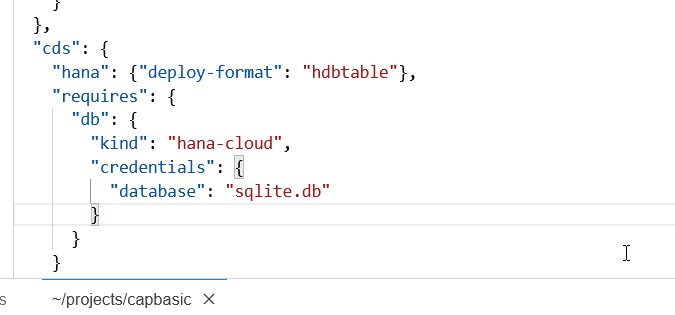 }
},
"cds": {
"hana": {"deploy-format": "hdbtable"},
"requires": {
"db": {
"kind": "hana-cloud",
"credentials": {
"database": "sqlite.db"
}
}
}
s
~/projects/capbasic ×